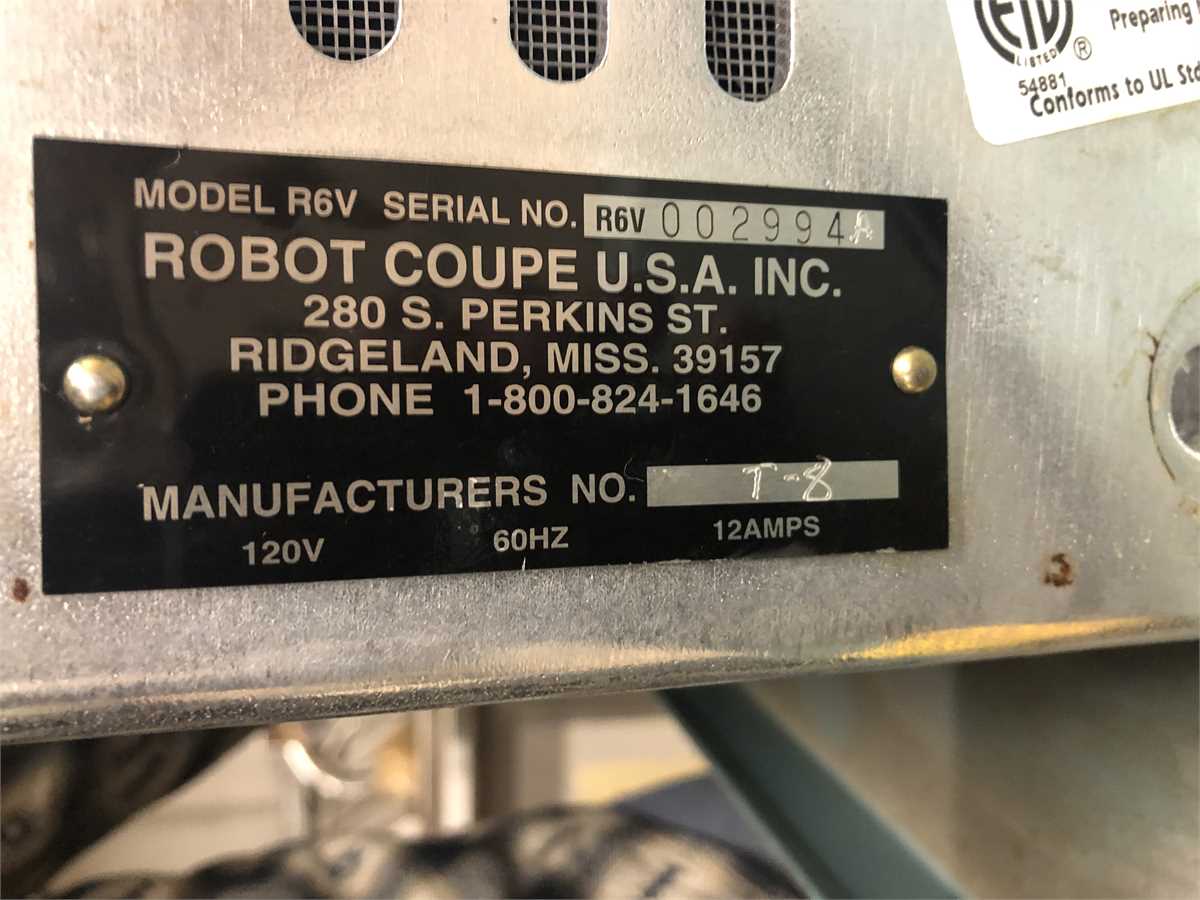 ETL
LISTED
®
54881
Preparing
Conforms to UL Std
MODEL R6V SERIAL NO. R6V 002994A
ROBOT COUPE U.S.A. INC.
280 S. PERKINS ST.
RIDGELAND, MISS. 39157
PHONE 1-800-824-1646
MANUFACTURERS NO. T-8
120V 60HZ 12AMPS